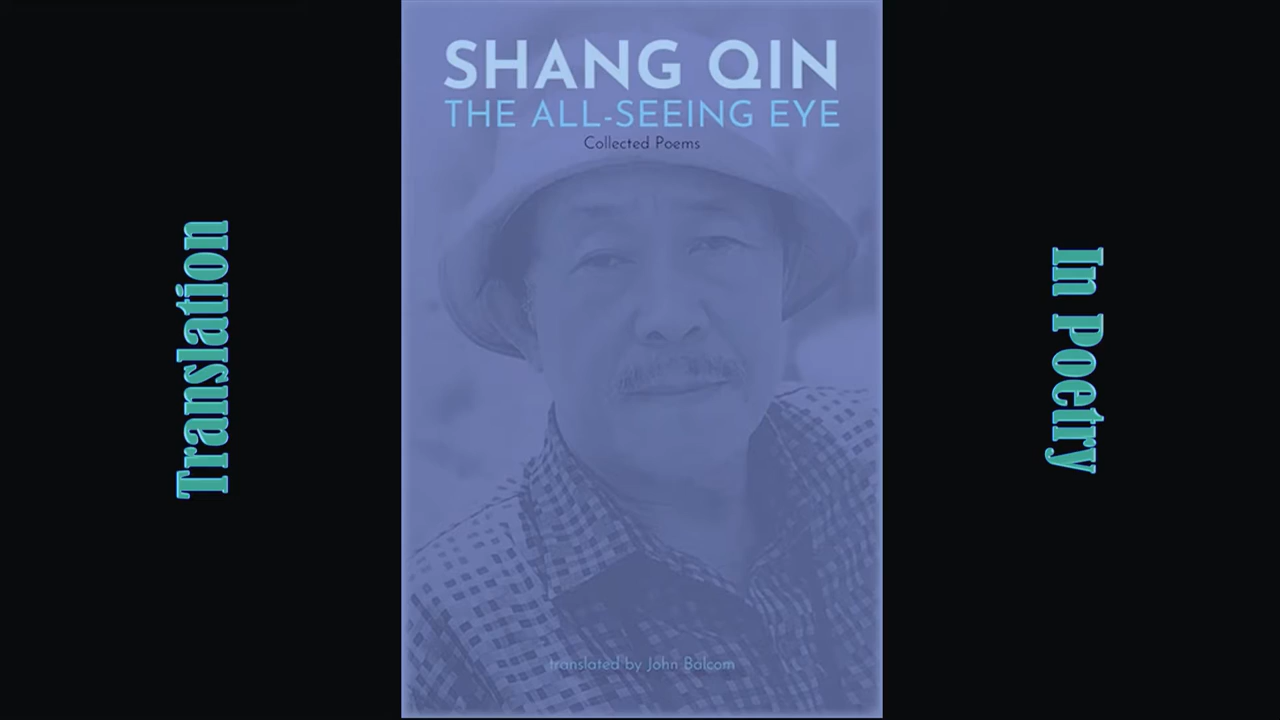 Translation
SHANG QIN
THE ALL-SEEING EYE
Collected Poems
translated by John Balcom
In Poetry